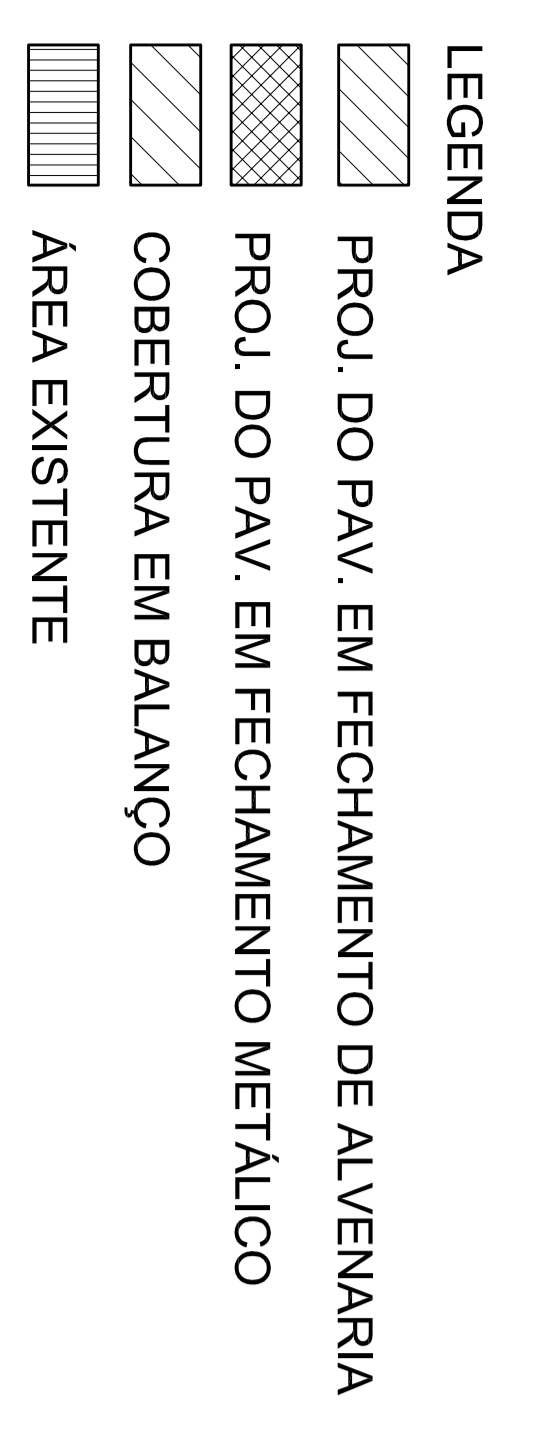 LEGENDA
PROJ. DO PAV. EM FECHAMENTO DE ALVENARIA
PROJ. DO PAV. EM FECHAMENTO METÁLICO
COBERTURA EM BALANÇO
ÁREA EXISTENTE